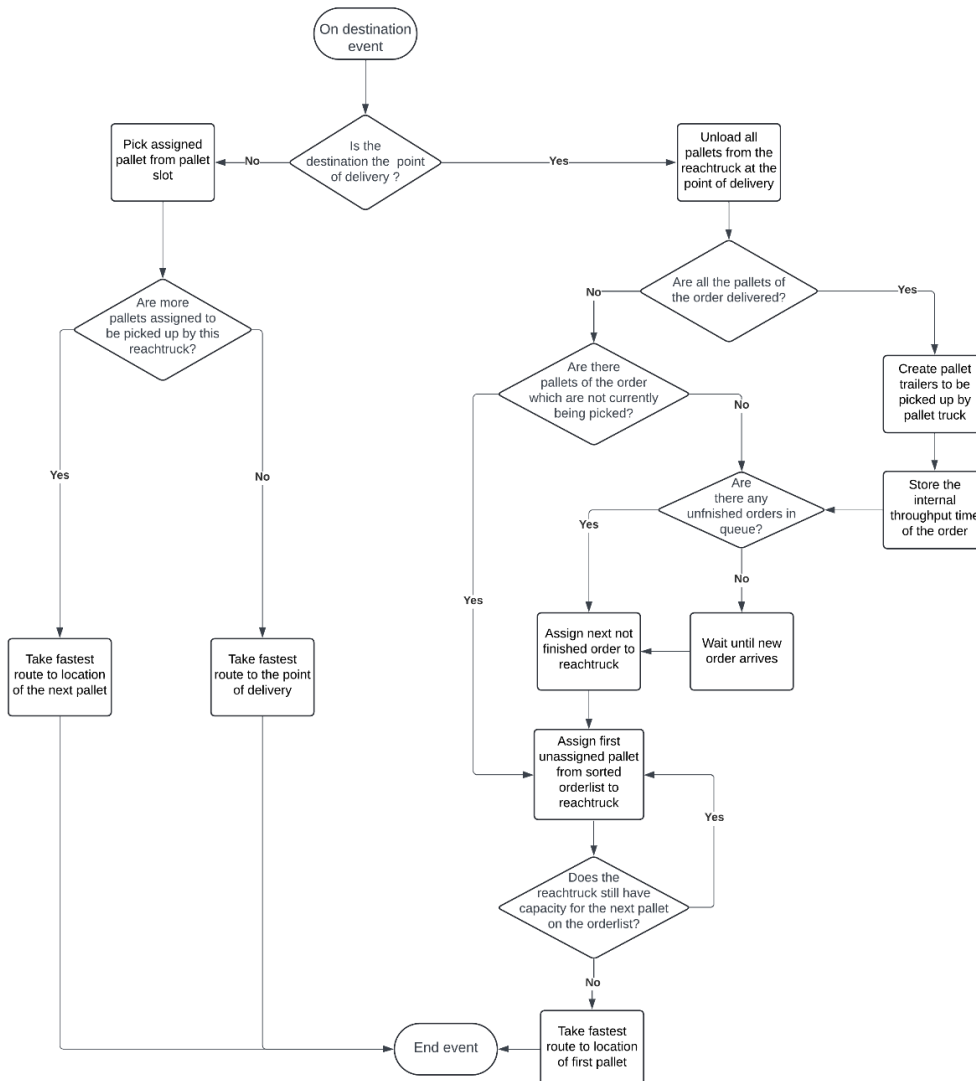 On destination
event
Is the
destination the point
of delivery ?
No
Yes
Pick assigned
pallet from pallet
slot
Unload all
pallets from the
reachtruck at the
point of delivery
Are more
pallets assigned to
be picked up by this
reachtruck?
Are all the pallets of
the order delivered?
No
Yes
Are there
pallets of the order
which are not currently
being picked?
Create pallet
trailers to be
picked up by
pallet truck
No
Yes
No
Are
there any
unfnished orders in
queue?
Store the
internal
throughput time
of the order
Yes
No
Yes
Take fastest
route to location
of the next pallet
Take fastest
route to the point
of delivery
Assign next not
finished order to
reachtruck
Wait until new
order arrives
Assign first
unassigned pallet
from sorted
orderlist to
reachtruck
Yes
Does the
reachtruck still have
capacity for the next pallet
on the orderlist?
No
Take fastest
route to location
of first pallet
End event